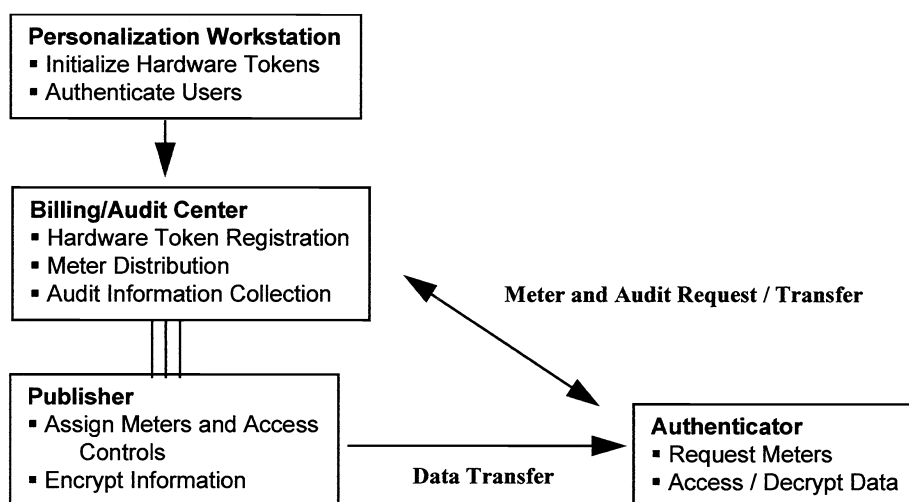 Personalization Workstation
▪ Initialize Hardware Tokens
▪ Authenticate Users
Billing/Audit Center
▪ Hardware Token Registration
▪ Meter Distribution
▪ Audit Information Collection
Meter and Audit Request / Transfer
Publisher
▪ Assign Meters and Access
Controls
▪ Encrypt Information
Data Transfer
Authenticator
▪ Request Meters
▪ Access / Decrypt Data